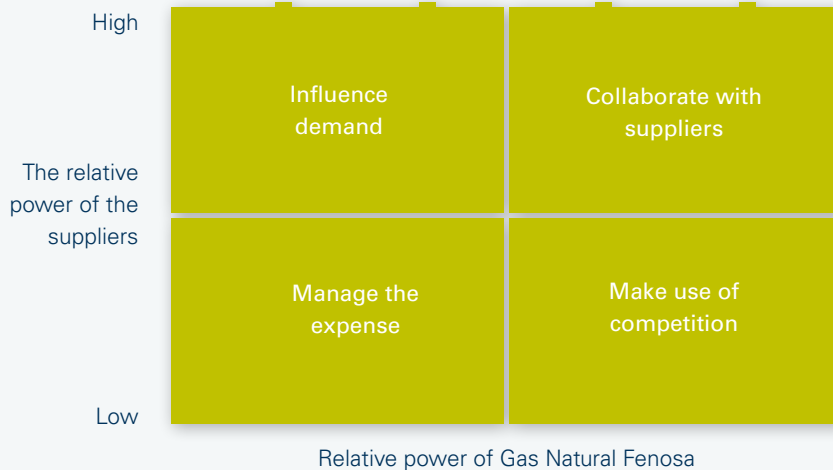 High
Influence
demand
Collaborate with
suppliers
The relative
power of the
suppliers
Manage the
expense
Make use of
competition
Low
Relative power of Gas Natural Fenosa